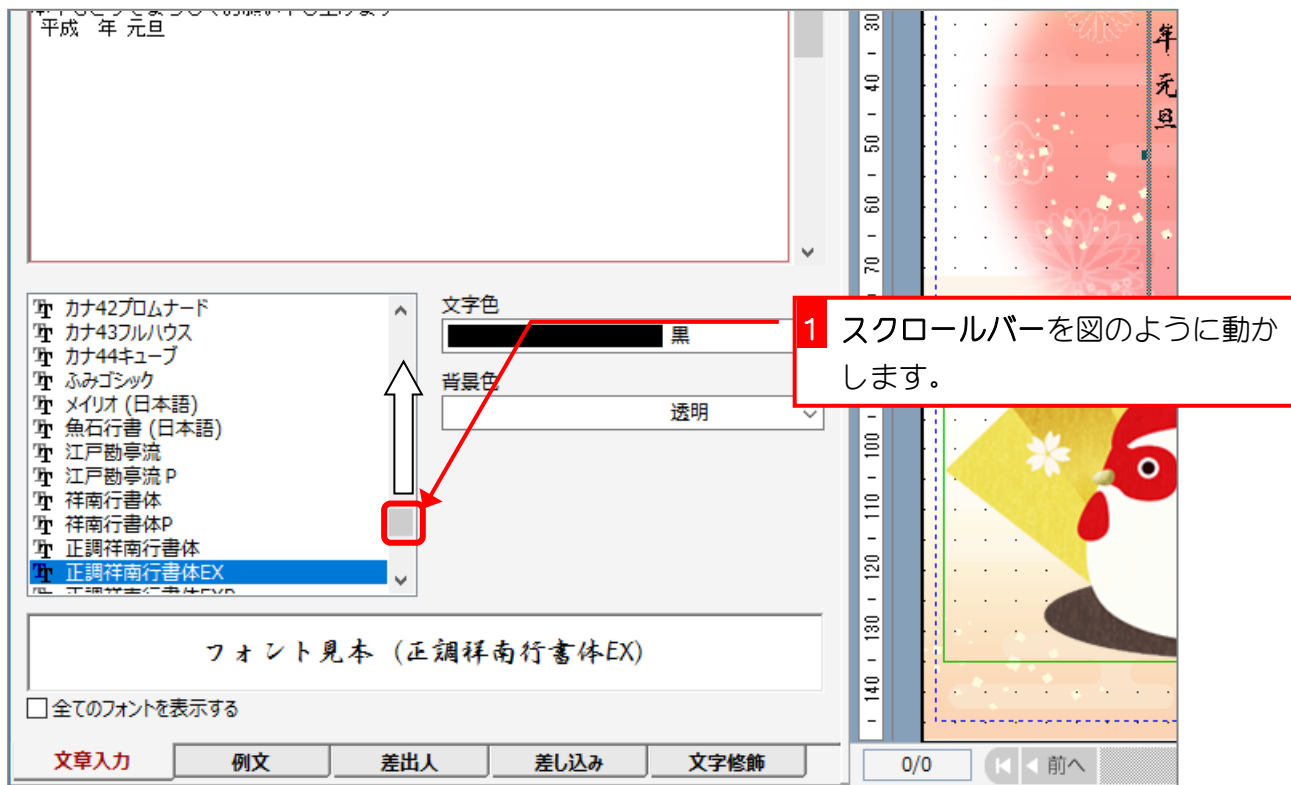 平成　年 元旦
カナ42プロムナード
カナ43フルハウス
カナ44キューブ
ふみゴシック
メイリオ (日本語)
魚石行書 (日本語)
江戸勘亭流
江戸勘亭流 P
祥南行書体
祥南行書体P
正調祥南行書体
正調祥南行書体EX
文字色
黒
背景色
透明
フォント見本 (正調祥南行書体EX)
全てのフォントを表示する
文章入力
例文
差出人
差し込み
文字修飾
30
40
50
60
70
100
110
120
130
140
年 元旦
1 スクロールバーを図のように動か
します。
0/0
前へ